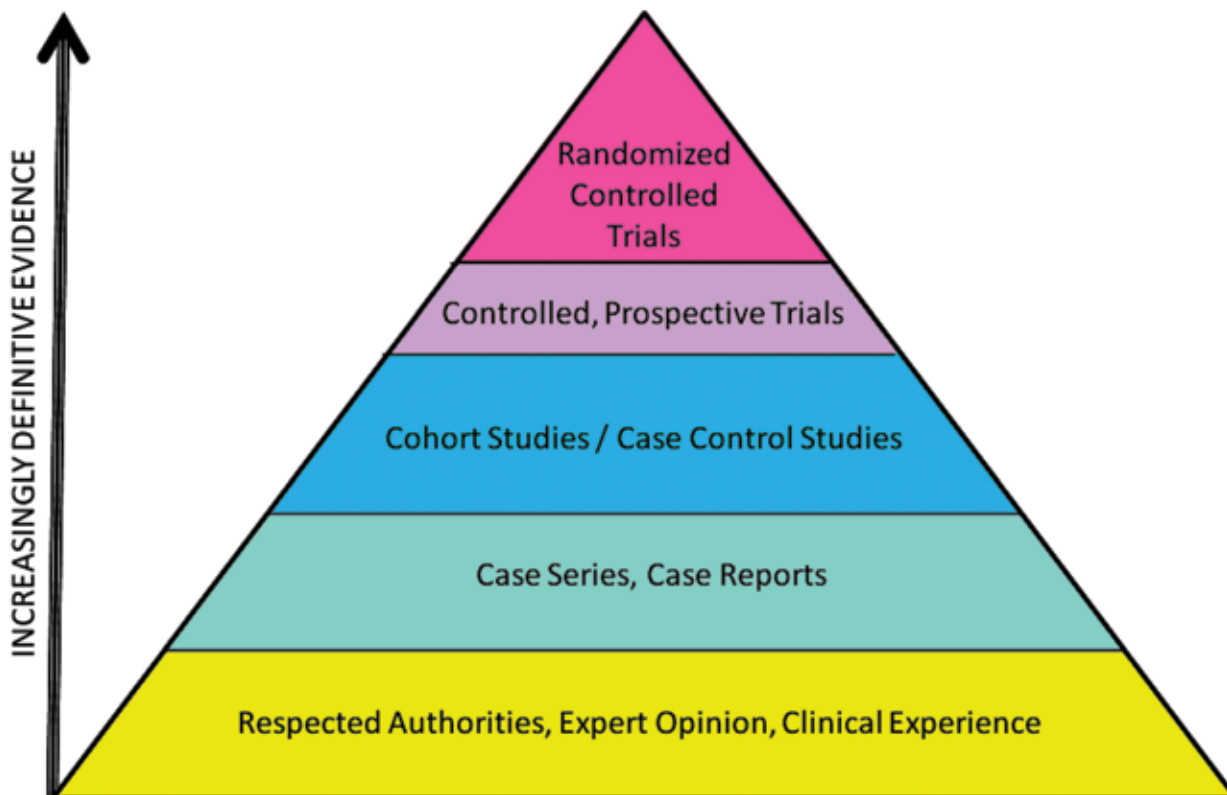 INCREASINGLY DEFINITIVE EVIDENCE
Randomized
Controlled
Trials
Controlled, Prospective Trials
Cohort Studies / Case Control Studies
Case Series, Case Reports
Respected Authorities, Expert Opinion, Clinical Experience